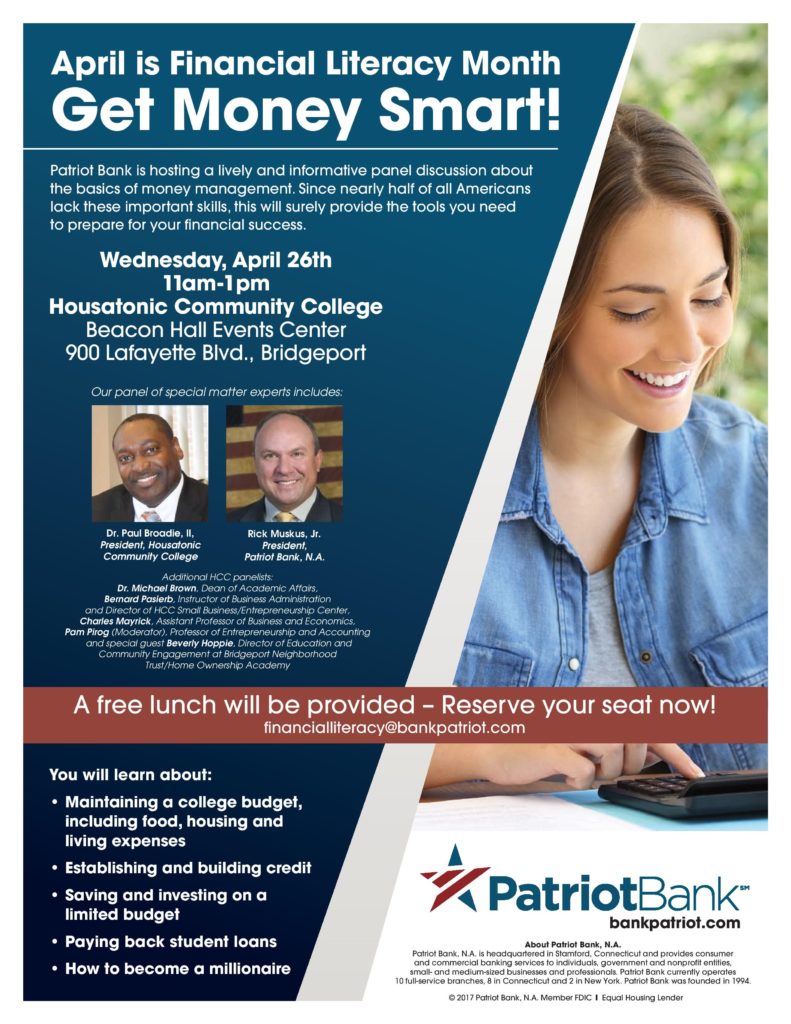 April is Financial Literacy Month
Get Money Smart!
Patriot Bank is hosting a lively and informative panel discussion about
the basics of money management. Since nearly half of all Americans
lack these important skills, this will surely provide the tools you need
to prepare for your financial success.
Wednesday, April 26th
11am-1pm
Housatonic Community College
Beacon Hall Events Center
900 Lafayette Blvd., Bridgeport
Our panel of special matter experts includes:
Dr. Paul Broadie, II,
President, Housatonic
Community College
Rick Muskus, Jr.
President,
Patriot Bank, N.A.
Additional HCC panelists:
Dr. Michael Brown, Dean of Academic Affairs,
Bernard Paslerb, Instructor of Business Administration
and Director of HCC Small Business/Entrepreneurship Center,
Charles Mayrick, Assistant Professor of Business and Economics,
Pam Pirog (Moderator), Professor of Entrepreneurship and Accounting
and special guest Beverly Hoppie, Director of Education and
Community Engagement at Bridgeport Neighborhood
Trust/Home Ownership Academy
A free lunch will be provided – Reserve your seat now!
financialliteracy@bankpatriot.com
You will learn about:
• Maintaining a college budget,
including food, housing and
living expenses
• Establishing and building credit
• Saving and investing on a
limited budget
• Paying back student loans
• How to become a millionaire
PatriotBank SM
bankpatriot.com
About Patriot Bank, N.A.
Patriot Bank, N.A. is headquartered in Stamford, Connecticut and provides consumer
and commercial banking services to individuals, government and nonprofit entities,
small- and medium-sized businesses and professionals. Patriot Bank currently operates
10 full-service branches, 8 in Connecticut and 2 in New York. Patriot Bank was founded in 1994.
© 2017 Patriot Bank, N.A. Member FDIC | Equal Housing Lender